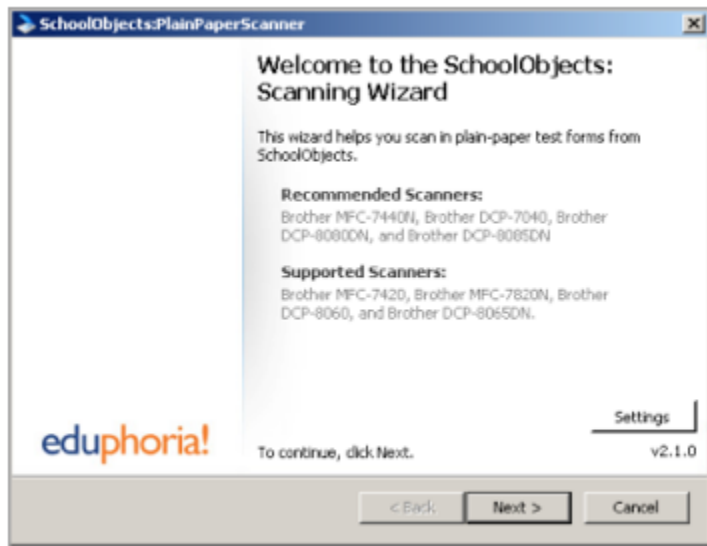 SchoolObjects:PlainPaperScanner
Welcome to the SchoolObjects:
Scanning Wizard
This wizard helps you scan in plain-paper test forms from
SchoolObjects.
Recommended Scanners:
Brother MFC-7440N, Brother DCP-7040, Brother
DCP-8080DN, and Brother DCP-8085DN
Supported Scanners:
Brother MFC-7420, Brother MFC-7820N, Brother
DCP-8060, and Brother DCP-8065DN.
Settings
eduphoria!
To continue, click Next.
v2.1.0
< Back
Next >
Cancel